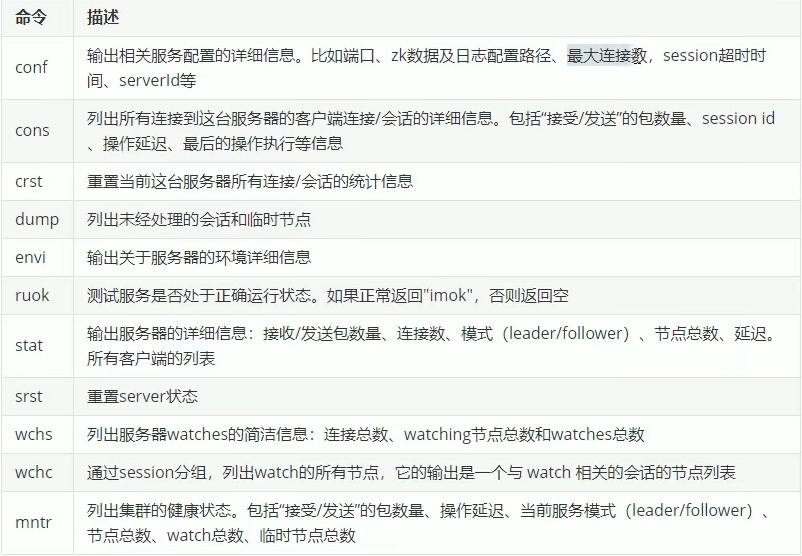 命令 描述
conf 输出相关服务配置的详细信息。比如端口、zk数据及日志配置路径、最大连接数，session超时时
间、serverId等
cons 列出所有连接到这台服务器的客户端连接/会话的详细信息。包括“接受/发送”的包数量、session id
、操作延迟、最后的操作执行等信息
crst 重置当前这台服务器所有连接/会话的统计信息
dump 列出未经处理的会话和临时节点
envi 输出关于服务器的环境详细信息
ruok 测试服务是否处于正确运行状态。如果正常返回"imok"，否则返回空
stat 输出服务器的详细信息：接收/发送包数量、连接数、模式（leader/follower）、节点总数、延迟。
所有客户端的列表
srst 重置server状态
wchs 列出服务器watches的简洁信息：连接总数、watching节点总数和watches总数
wchc 通过session分组，列出watch的所有节点，它的输出是一个与 watch 相关的会话的节点列表
mntr 列出集群的健康状态。包括“接受/发送”的包数量、操作延迟、当前服务模式（leader/follower）、
节点总数、watch总数、临时节点总数